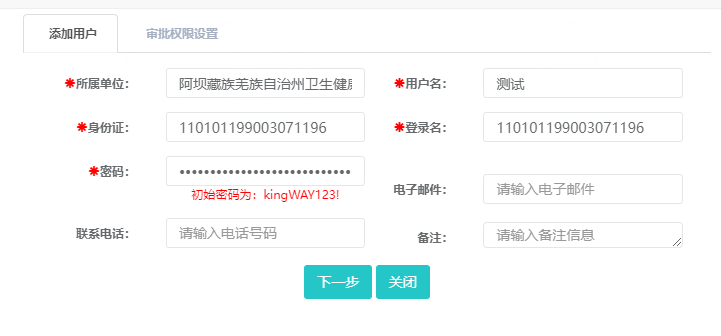 添加用户 审批权限设置
*所属单位： 阿坝藏族羌族自治州卫生健康 *用户名： 测试
*身份证： 110101199003071196 *登录名： 110101199003071196
*密码： ••••••••••••••••••••••••••••
初始密码为：kingWAY123!
电子邮件： 请输入电子邮件
联系电话： 请输入电话号码
备注： 请输入备注信息
下一步 关闭